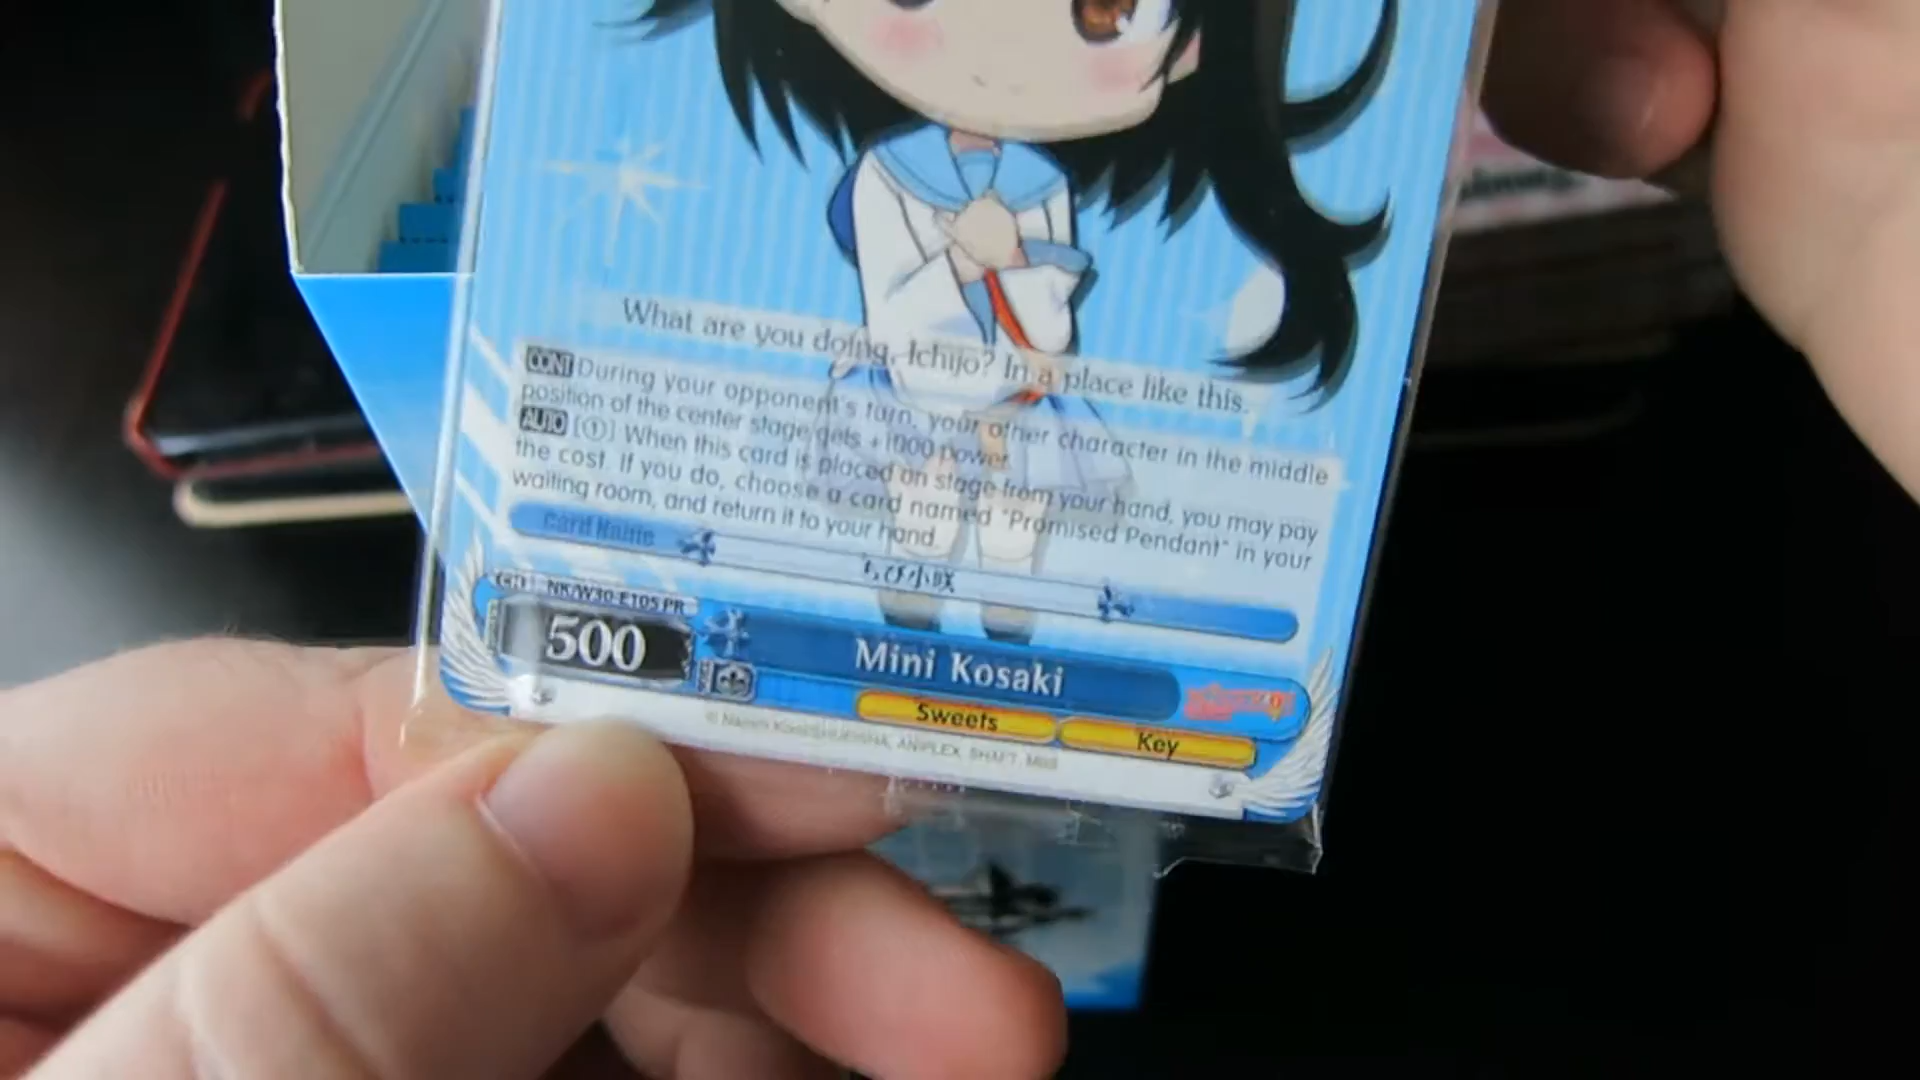 What are you doing, Ichijo? In a place like this.
CONT During your opponent's turn, your other character in the middle
position of the center stage gets +1000 power.
AUTO [①] When this card is placed on stage from your hand, you may pay
the cost. If you do, choose a card named "Promised Pendant" in your
waiting room, and return it to your hand.
Card Name
ちび小咲
NK/W30-E105 PR
500
Mini Kosaki
Sweets
Key
SHUEISHA, ANIPLEX, SHAFT, MBS